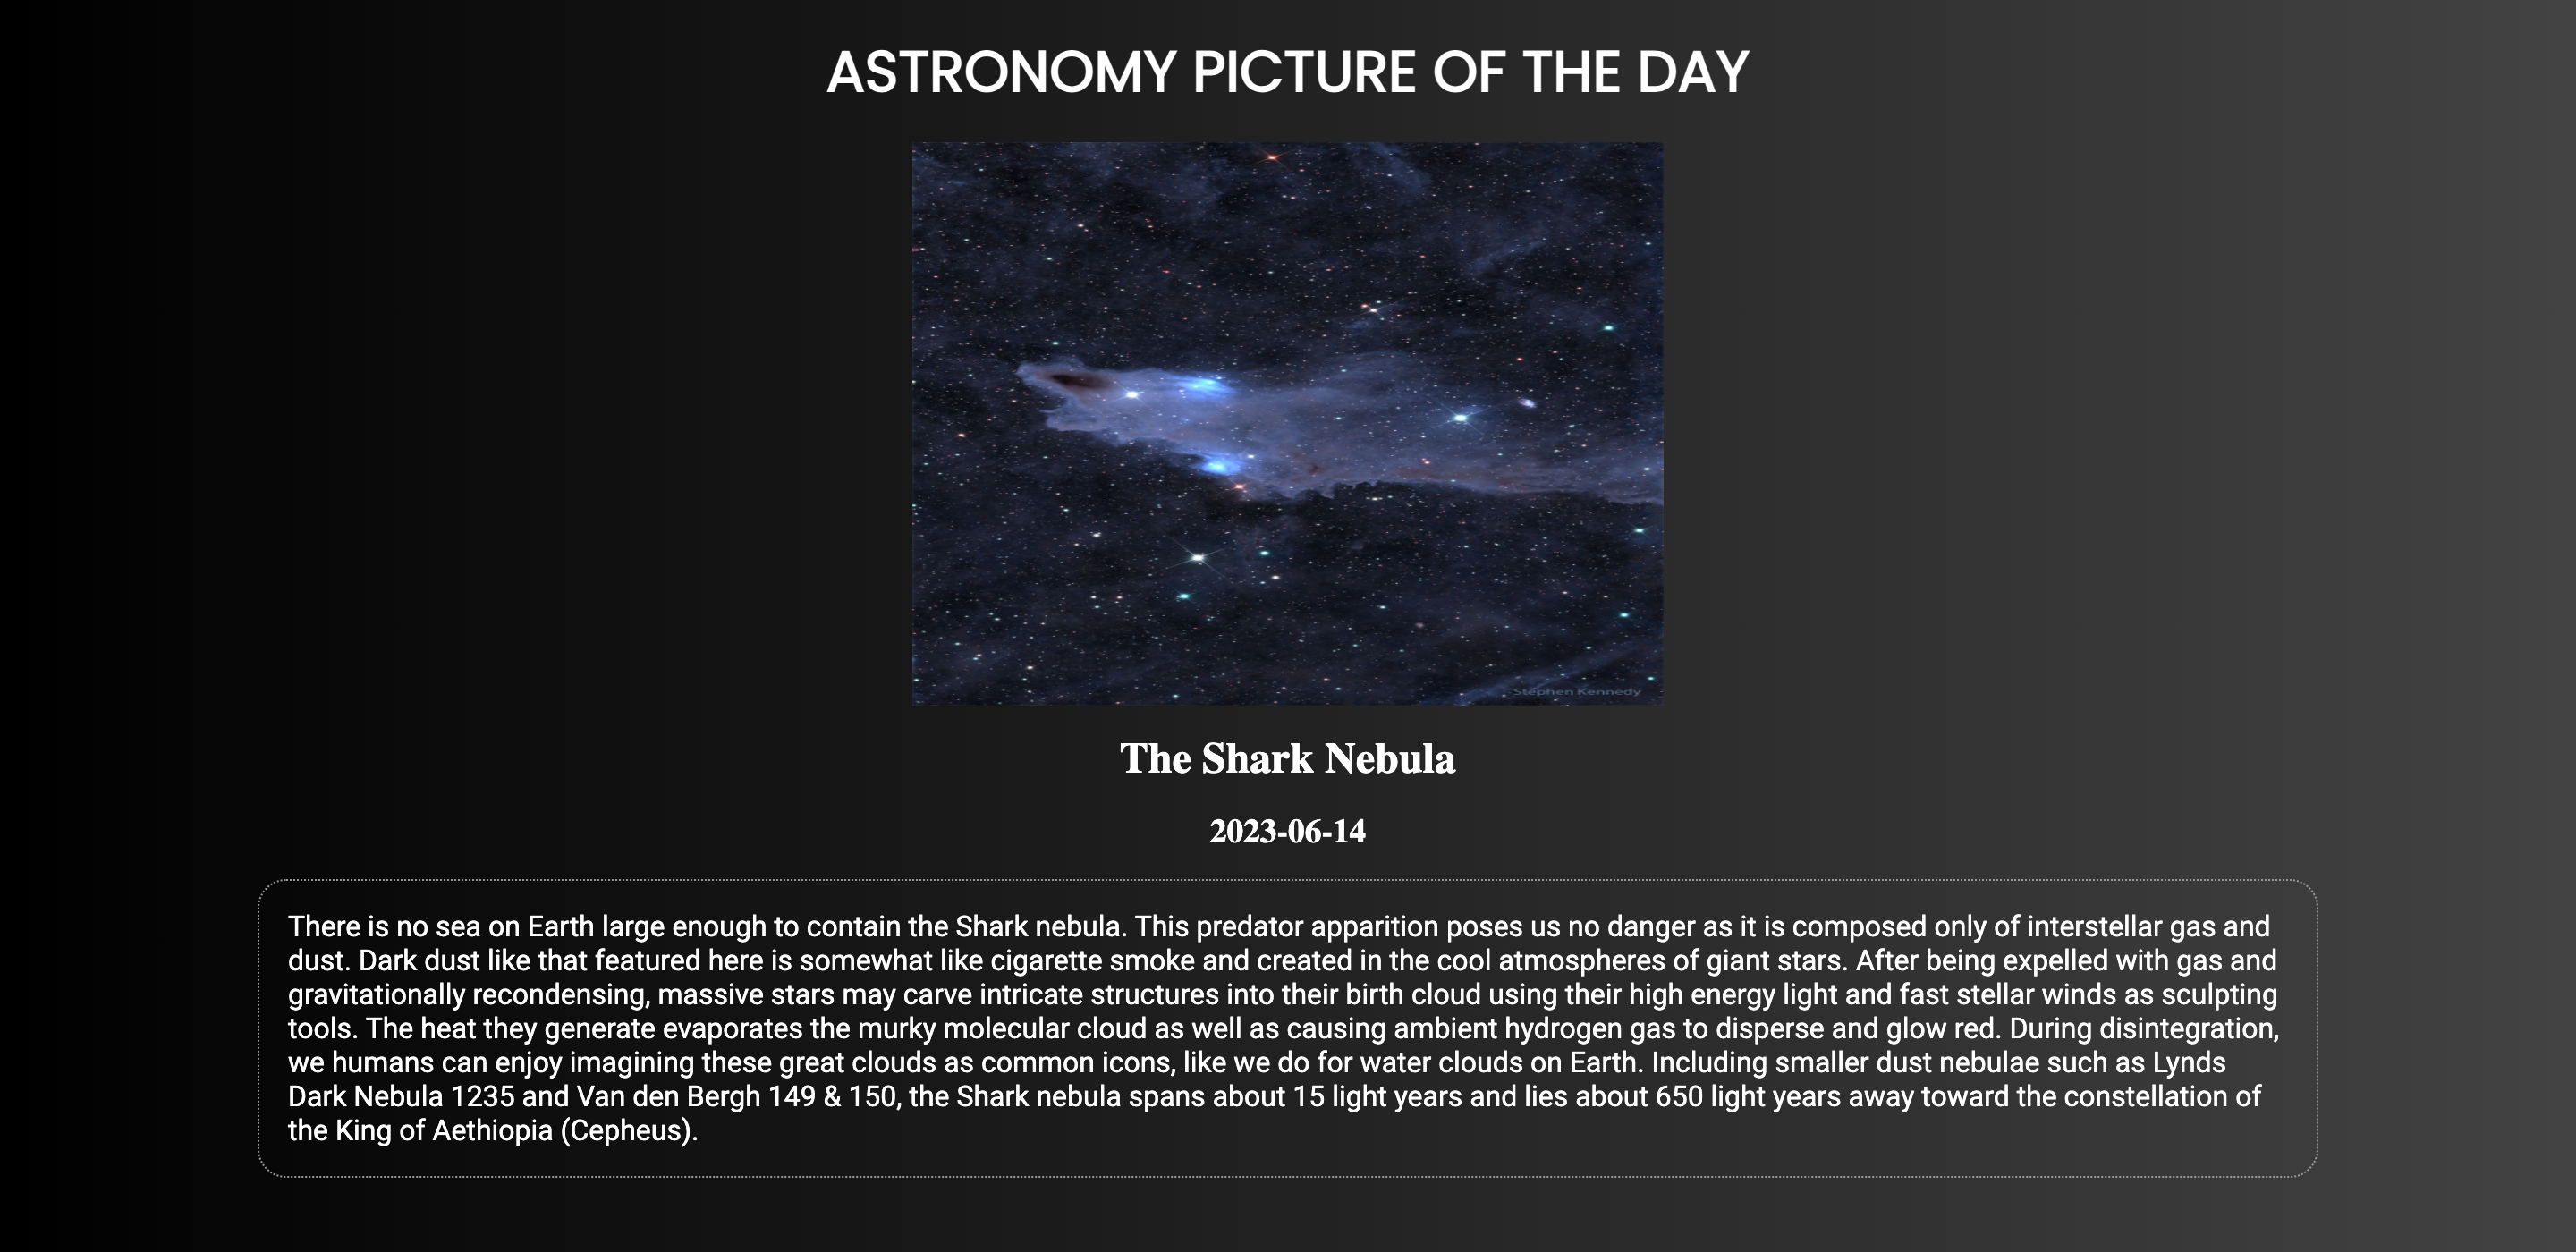 ASTRONOMY PICTURE OF THE DAY
Stephen Kennedy
The Shark Nebula
2023-06-14
There is no sea on Earth large enough to contain the Shark nebula. This predator apparition poses us no danger as it is composed only of interstellar gas and
dust. Dark dust like that featured here is somewhat like cigarette smoke and created in the cool atmospheres of giant stars. After being expelled with gas and
gravitationally recondensing, massive stars may carve intricate structures into their birth cloud using their high energy light and fast stellar winds as sculpting
tools. The heat they generate evaporates the murky molecular cloud as well as causing ambient hydrogen gas to disperse and glow red. During disintegration,
we humans can enjoy imagining these great clouds as common icons, like we do for water clouds on Earth. Including smaller dust nebulae such as Lynds
Dark Nebula 1235 and Van den Bergh 149 & 150, the Shark nebula spans about 15 light years and lies about 650 light years away toward the constellation of
the King of Aethiopia (Cepheus).